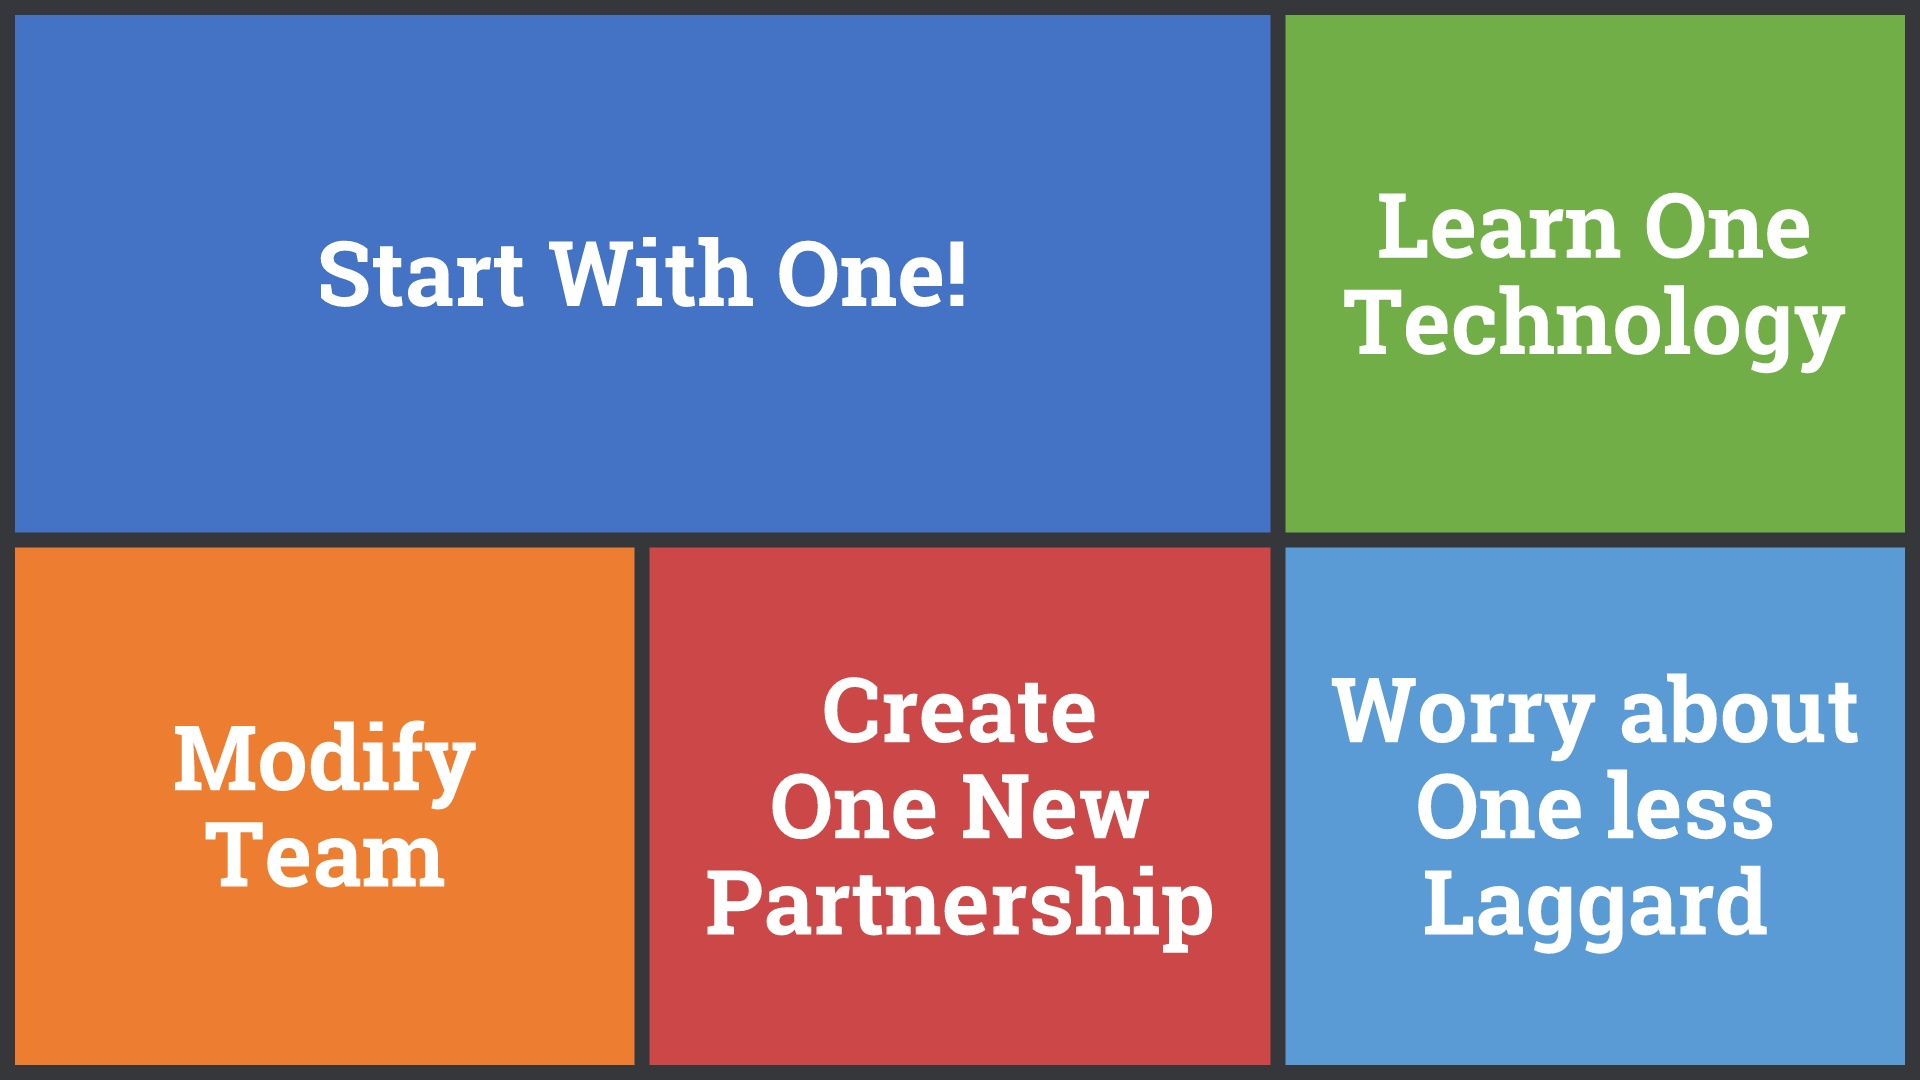 Start With One!
Learn One
Technology
Modify
Team
Create
One New
Partnership
Worry about
One less
Laggard